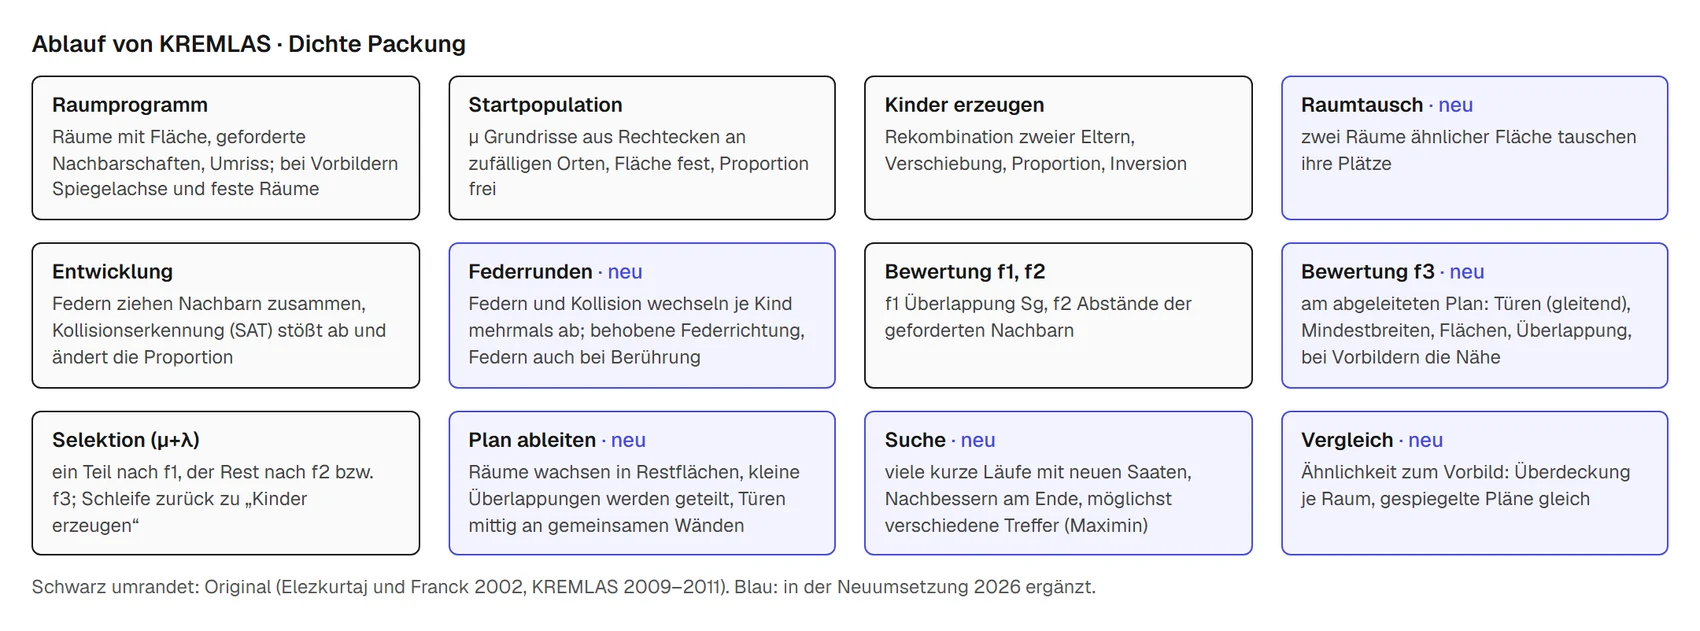 Ablauf von KREMLAS · Dichte Packung
Raumprogramm
Räume mit Fläche, geforderte
Nachbarschaften, Umriss; bei Vorbildern
Spiegelachse und feste Räume
Startpopulation
μ Grundrisse aus Rechtecken an
zufälligen Orten, Fläche fest, Proportion
frei
Kinder erzeugen
Rekombination zweier Eltern,
Verschiebung, Proportion, Inversion
Raumtausch · neu
zwei Räume ähnlicher Fläche tauschen
ihre Plätze
Entwicklung
Federn ziehen Nachbarn zusammen,
Kollisionserkennung (SAT) stößt ab und
ändert die Proportion
Federrunden · neu
Federn und Kollision wechseln je Kind
mehrmals ab; behobene Federrichtung,
Federn auch bei Berührung
Bewertung f1, f2
f1 Überlappung Sg, f2 Abstände der
geforderten Nachbarn
Bewertung f3 · neu
am abgeleiteten Plan: Türen (gleitend),
Mindestbreiten, Flächen, Überlappung,
bei Vorbildern die Nähe
Selektion (μ+λ)
ein Teil nach f1, der Rest nach f2 bzw.
f3; Schleife zurück zu „Kinder
erzeugen“
Plan ableiten · neu
Räume wachsen in Restflächen, kleine
Überlappungen werden geteilt, Türen
mittig an gemeinsamen Wänden
Suche · neu
viele kurze Läufe mit neuen Saaten,
Nachbessern am Ende, möglichst
verschiedene Treffer (Maximin)
Vergleich · neu
Ähnlichkeit zum Vorbild: Überdeckung
je Raum, gespiegelte Pläne gleich
Schwarz umrandet: Original (Elezkurtaj und Franck 2002, KREMLAS 2009–2011). Blau: in der Neuumsetzung 2026 ergänzt.